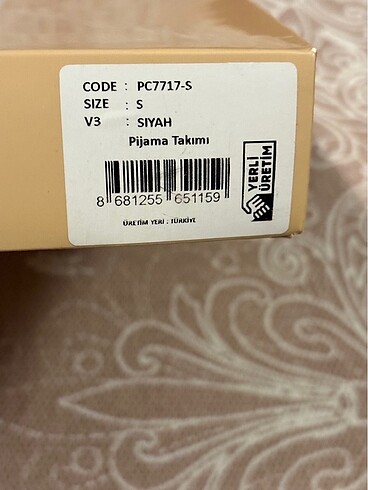 CODE : PC7717-S
SIZE : S
V3 : SIYAH
Pijama Takımı
YERLİ
ÜRETİM
8 681255 651159
ÜRETİM YERİ : TÜRKİYE